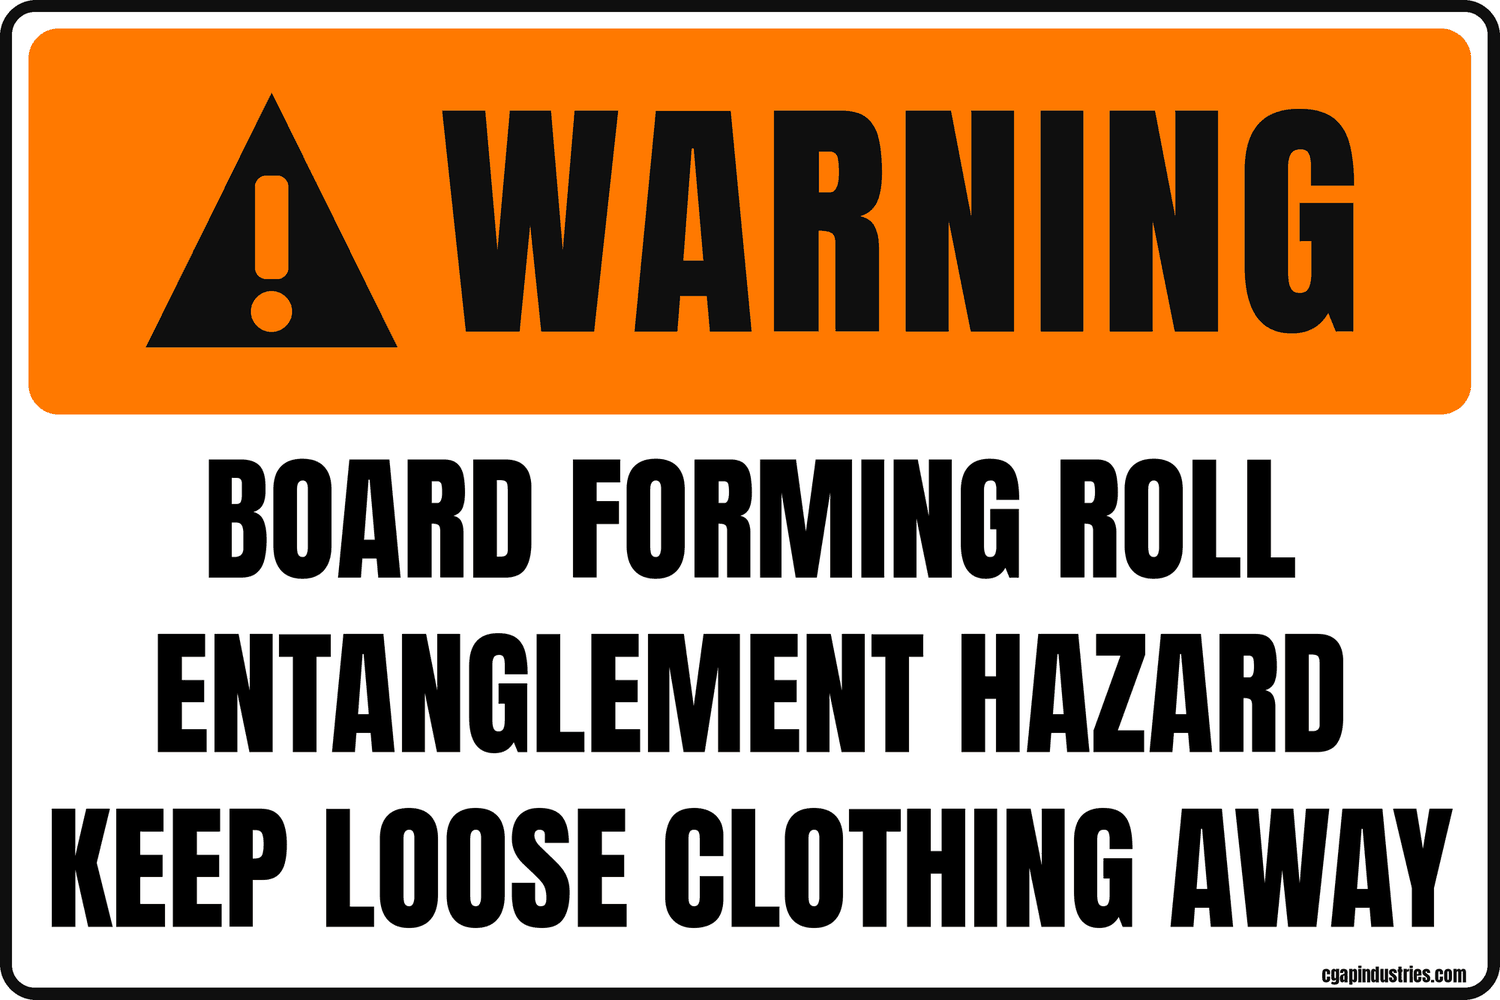 WARNING
BOARD FORMING ROLL
ENTANGLEMENT HAZARD
KEEP LOOSE CLOTHING AWAY
cgapindustries.com